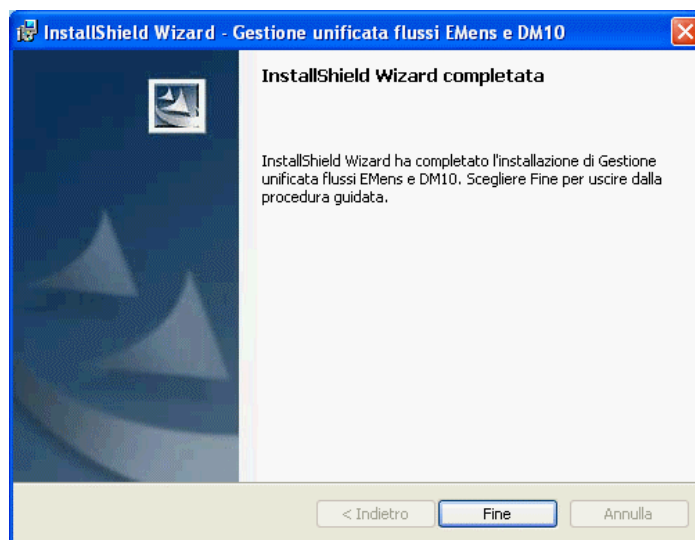 InstallShield Wizard - Gestione unificata flussi EMens e DM10
InstallShield Wizard completata
InstallShield Wizard ha completato l'installazione di Gestione
unificata flussi EMens e DM10. Scegliere Fine per uscire dalla
procedura guidata.
< Indietro
Fine
Annulla